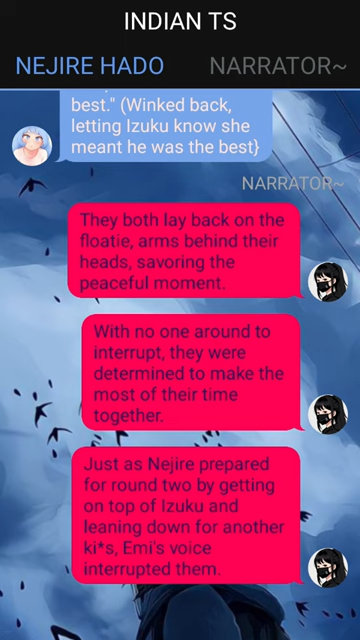 INDIAN TS
NEJIRE HADO NARRATOR~
best." (Winked back,
letting Izuku know she
meant he was the best}
NARRATOR~
They both lay back on the
floatie, arms behind their
heads, savoring the
peaceful moment.
With no one around to
interrupt, they were
determined to make the
most of their time
together.
Just as Nejire prepared
for round two by getting
on top of Izuku and
leaning down for another
ki*s, Emi's voice
interrupted them.